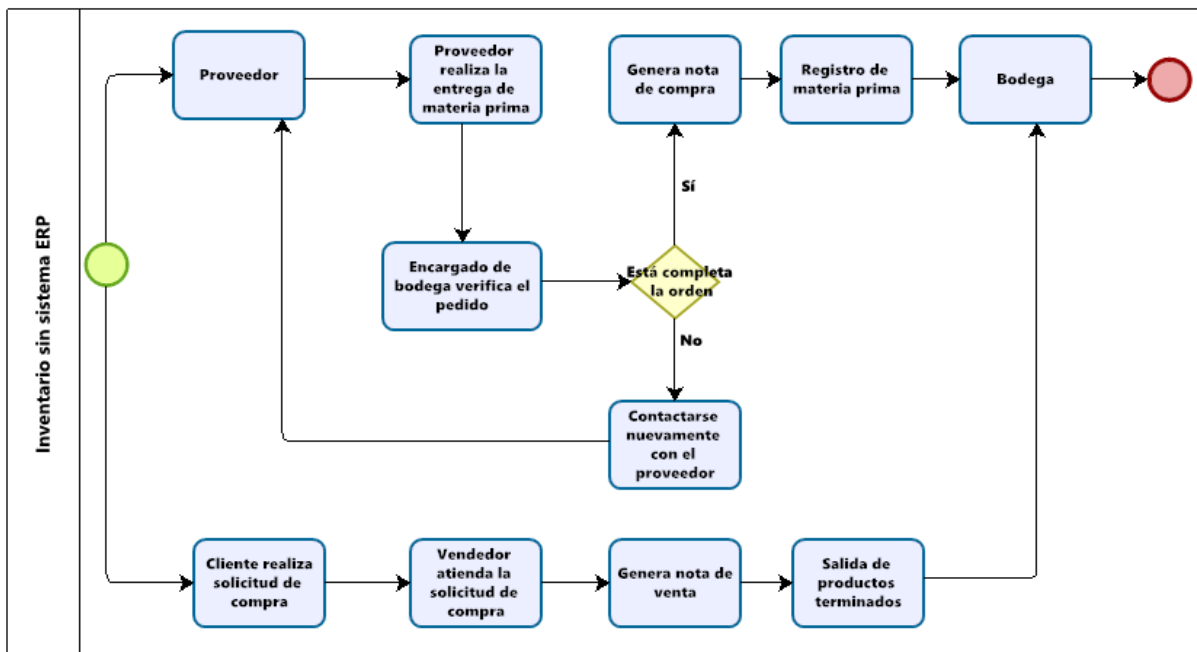 Inventario sin sistema ERP
Proveedor
Proveedor
realiza la
entrega de
materia prima
Genera nota
de compra
Registro de
materia prima
Bodega
Sí
Encargado de
bodega verifica el
pedido
Está completa
la orden
No
Contactarse
nuevamente
con el
proveedor
Cliente realiza
solicitud de
compra
Vendedor
atienda la
solicitud de
compra
Genera nota de
venta
Salida de
productos
terminados